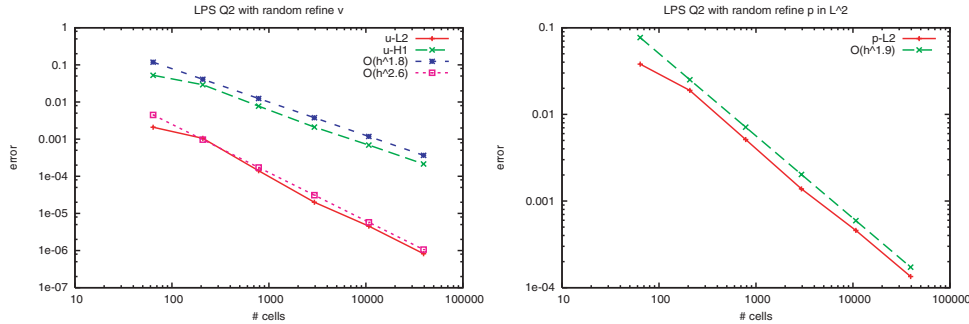 LPS Q2 with random refine v
u-L2
u-H1
O(h^1.8)
O(h^2.6)
1
0.1
0.01
0.001
1e-04
1e-05
1e-06
1e-07
error
10
100
1000
10000
100000
# cells
LPS Q2 with random refine p in L^2
p-L2
O(h^1.9)
0.1
0.01
0.001
1e-04
error
10
100
1000
10000
100000
# cells